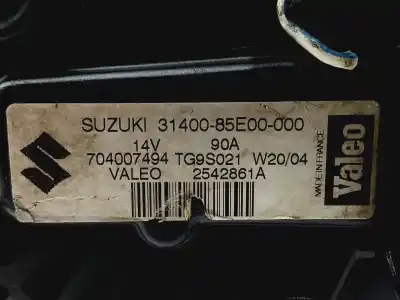 SUZUKI 31400-85E00-000
14V 90A
704007494 TG9S021 W20/04
VALEO 2542861A
MADE IN FRANCE
Valeo